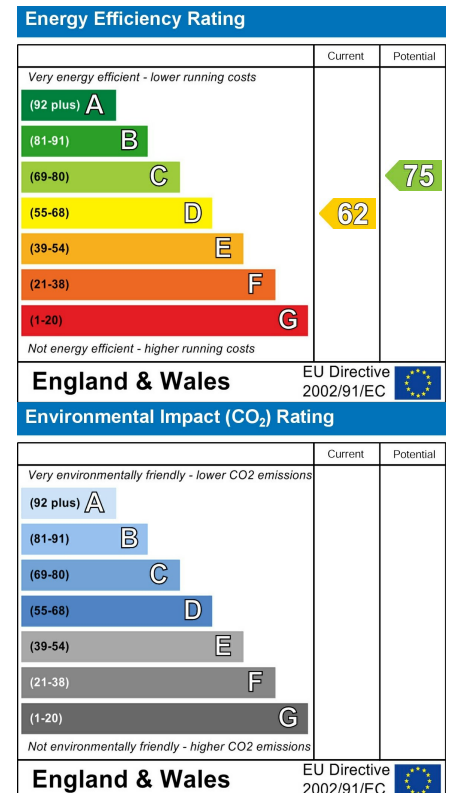 Energy Efficiency Rating
Current Potential
Very energy efficient - lower running costs
(92 plus) A
(81-91) B
(69-80) C
75
(55-68) D
62
(39-54) E
(21-38) F
(1-20) G
Not energy efficient - higher running costs
England & Wales
EU Directive
2002/91/EC
Environmental Impact (CO₂) Rating
Current Potential
Very environmentally friendly - lower CO2 emissions
(92 plus) A
(81-91) B
(69-80) C
(55-68) D
(39-54) E
(21-38) F
(1-20) G
Not environmentally friendly - higher CO2 emissions
England & Wales
EU Directive
2002/91/EC